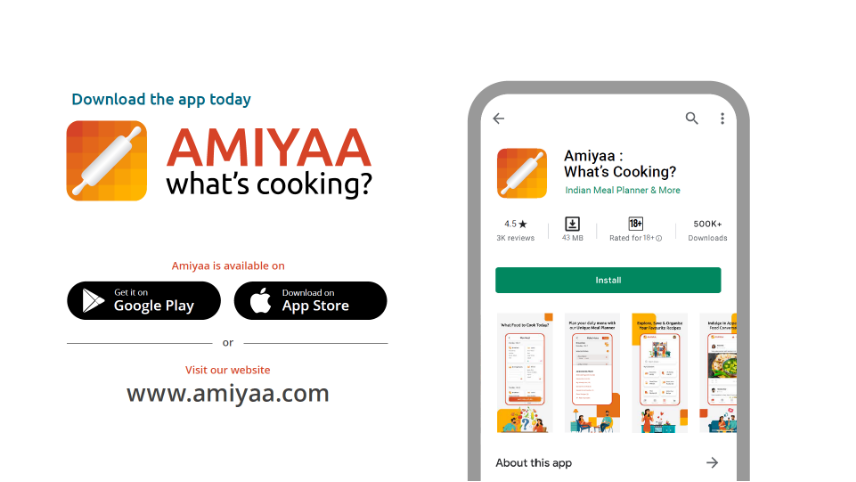 Download the app today
AMIYAA
what's cooking?
Amiyaa is available on
Get it on
Google Play
Download on
App Store
or
Visit our website
www.amiyaa.com
Amiyaa :
What's Cooking?
Indian Meal Planner & More
4.5★
3K reviews
43 MB
18+
Rated for 18+
500K+
Downloads
Install
What Food to Cook Today?
Plan your daily menu with
our Unique Meal Planner
Explore, Save & Organize
Your Favourite Recipes
Indulge in
Food
About this app